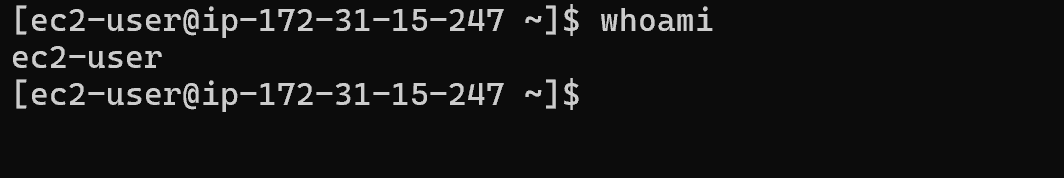 [ec2-user@ip-172-31-15-247 ~]$ whoami
ec2-user
[ec2-user@ip-172-31-15-247 ~]$